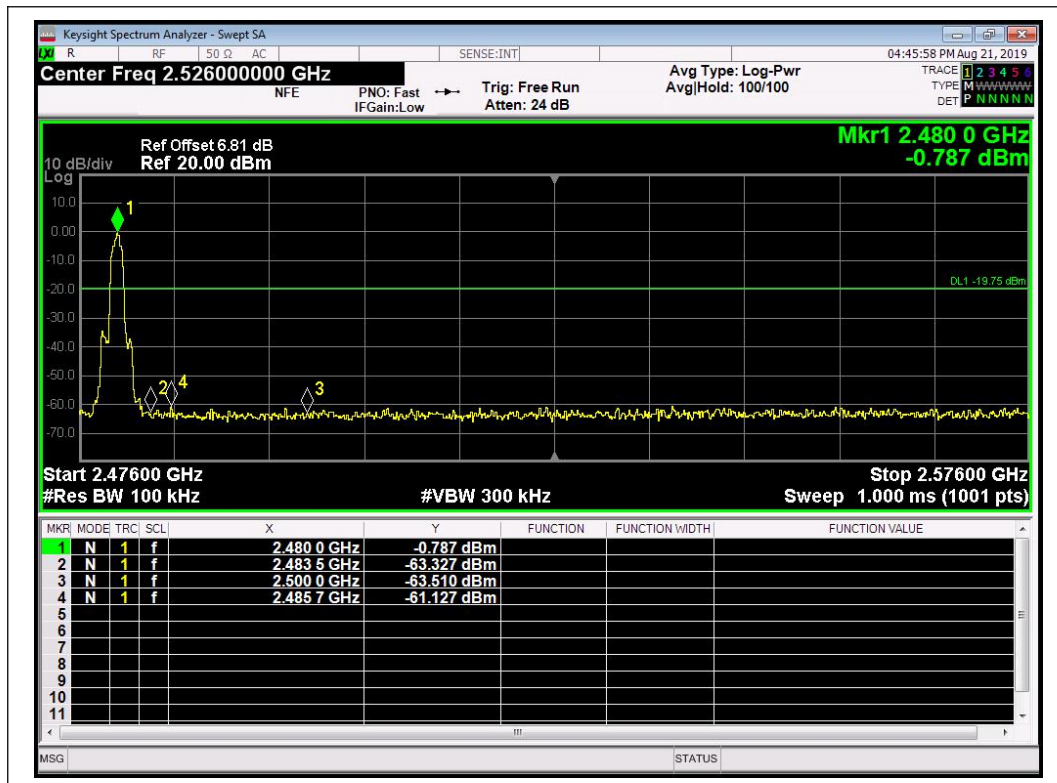 Keysight Spectrum Analyzer - Swept SA
LXI R RF 50 Ω AC SENSE:INT 04:45:58 PM Aug 21, 2019
Center Freq 2.526000000 GHz
NFE
PNO: Fast
IFGain:Low
Trig: Free Run
Atten: 24 dB
Avg Type: Log-Pwr
Avg|Hold: 100/100
TRACE 1 2 3 4 5 6
TYPE M W W W W W
DET P N N N N N
Mkr1 2.480 0 GHz
-0.787 dBm
Ref Offset 6.81 dB
10 dB/div Ref 20.00 dBm
Log
10.0
0.00
-10.0
-20.0
-30.0
-40.0
-50.0
-60.0
-70.0
1
DL1 -19.75 dBm
2 4 3
Start 2.47600 GHz Stop 2.57600 GHz
#Res BW 100 kHz #VBW 300 kHz Sweep 1.000 ms (1001 pts)
MKR MODE TRC SCL X Y FUNCTION FUNCTION WIDTH FUNCTION VALUE
1 N 1 f 2.480 0 GHz -0.787 dBm
2 N 1 f 2.483 5 GHz -63.327 dBm
3 N 1 f 2.500 0 GHz -63.510 dBm
4 N 1 f 2.485 7 GHz -61.127 dBm
5
6
7
8
9
10
11
MSG STATUS